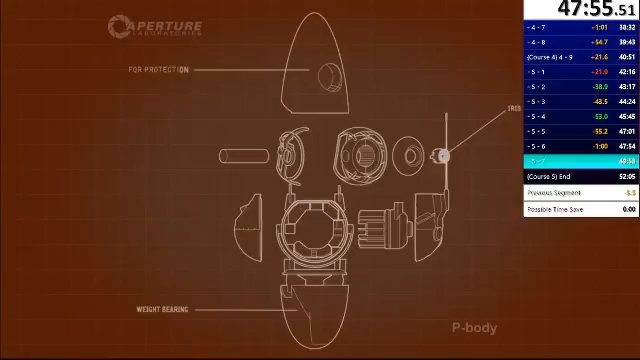 47:55.51
APERTURE
LABORATORIES
- 4 - 7 +1:01 38:32
- 4 - 8 +54.7 39:43
(Course 4) 4 - 9 +21.6 40:51
- 5 - 1 +21.9 42:16
- 5 - 2 -38.9 43:17
- 5 - 3 -43.5 44:24
- 5 - 4 -53.0 45:45
- 5 - 5 -55.2 47:01
- 5 - 6 -1:00 47:54
- 5 - 7 49:53
(Course 5) End 52:05
Previous Segment -5.5
Possible Time Save 0.00
FOR PROTECTION
IRIS
WEIGHT BEARING
P-body